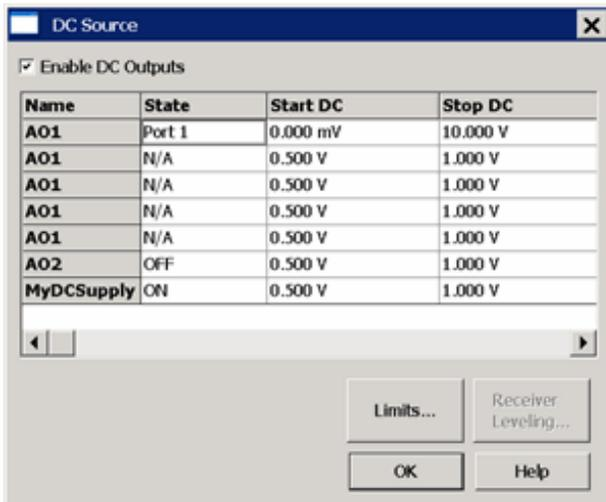 DC Source
Enable DC Outputs
Name State Start DC Stop DC
AO1 Port 1 0.000 mV 10.000 V
AO1 N/A 0.500 V 1.000 V
AO1 N/A 0.500 V 1.000 V
AO1 N/A 0.500 V 1.000 V
AO1 N/A 0.500 V 1.000 V
AO2 OFF 0.500 V 1.000 V
MyDCSupply ON 0.500 V 1.000 V
Limits...
Receiver
Leveling...
OK
Help